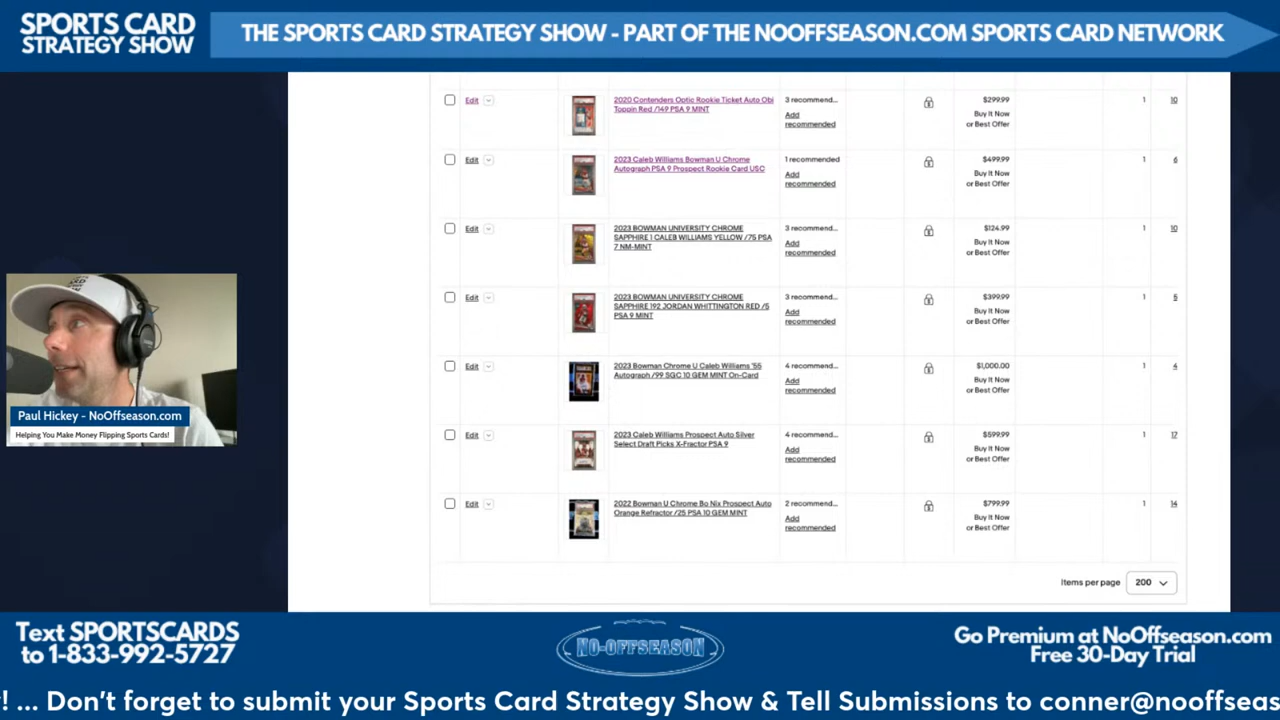 SPORTS CARD
STRATEGY SHOW
THE SPORTS CARD STRATEGY SHOW - PART OF THE NOOFFSEASON.COM SPORTS CARD NETWORK
Edit
2020 Contenders Optic Rookie Ticket Auto Obi
Toppin Red /149 PSA 9 MINT
3 recommend...
Add
recommended
$299.99
Buy It Now
or Best Offer
1
10
Edit
2023 Caleb Williams Bowman U Chrome
Autograph PSA 9 Prospect Rookie Card USC
1 recommended
Add
recommended
$499.99
Buy It Now
or Best Offer
1
6
Edit
2023 BOWMAN UNIVERSITY CHROME
SAPPHIRE 1 CALEB WILLIAMS YELLOW /75 PSA
7 NM-MINT
3 recommend...
Add
recommended
$124.99
Buy It Now
or Best Offer
1
10
Edit
2023 BOWMAN UNIVERSITY CHROME
SAPPHIRE 192 JORDAN WHITTINGTON RED /5
PSA 9 MINT
3 recommend...
Add
recommended
$399.99
Buy It Now
or Best Offer
1
5
Edit
2023 Bowman Chrome U Caleb Williams '55
Autograph /99 SGC 10 GEM MINT On-Card
4 recommend...
Add
recommended
$1,000.00
Buy It Now
or Best Offer
1
4
Edit
2023 Caleb Williams Prospect Auto Silver
Select Draft Picks X-Fractor PSA 9
4 recommend...
Add
recommended
$599.99
Buy It Now
or Best Offer
1
17
Edit
2022 Bowman U Chrome Bo Nix Prospect Auto
Orange Refractor /25 PSA 10 GEM MINT
2 recommend...
Add
recommended
$799.99
Buy It Now
or Best Offer
1
14
Items per page 200
Paul Hickey - NoOffseason.com
Helping You Make Money Flipping Sports Cards!
Text SPORTSCARDS
to 1-833-992-5727
NO-OFFSEASON
Go Premium at NoOffseason.com
Free 30-Day Trial
! ... Don't forget to submit your Sports Card Strategy Show & Tell Submissions to conner@nooffseas